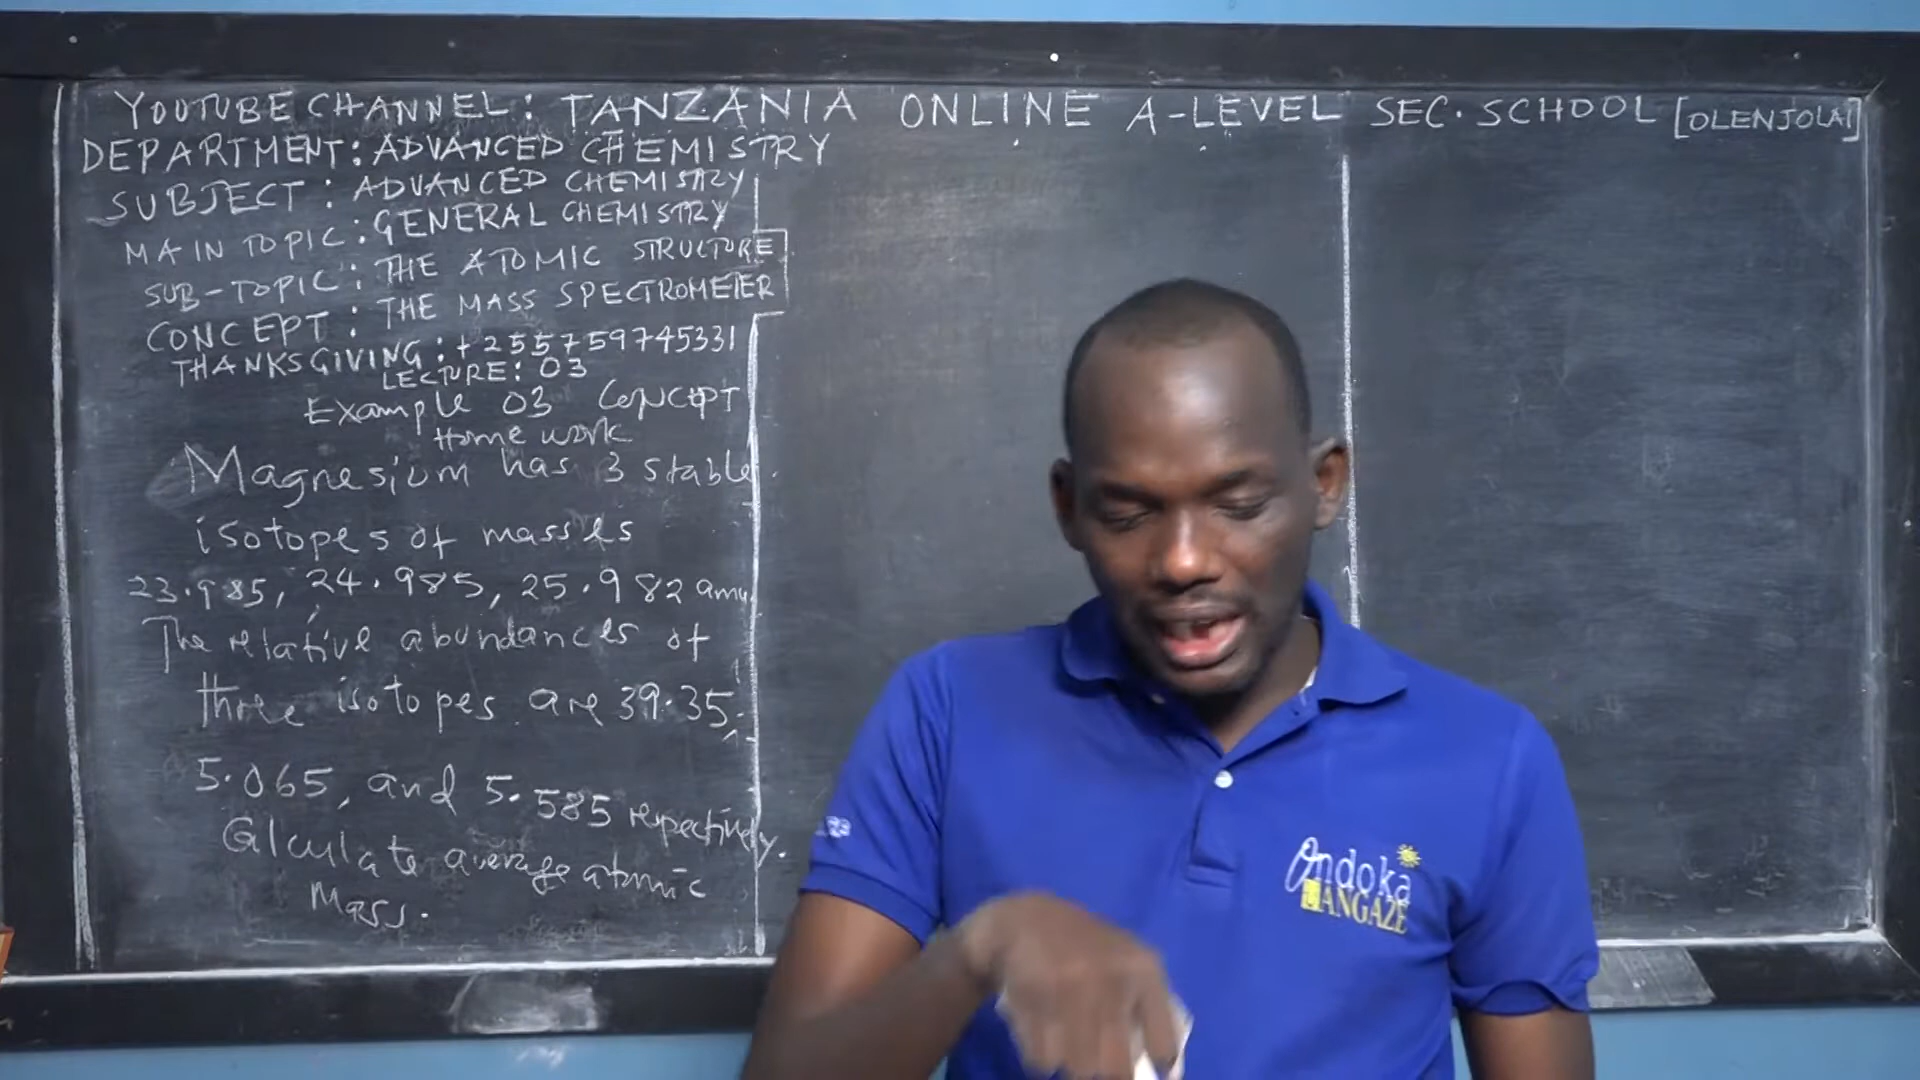 YOUTUBE CHANNEL: TANZANIA ONLINE A-LEVEL SEC. SCHOOL [OLENJOLAI]
DEPARTMENT: ADVANCED CHEMISTRY
SUBJECT: ADVANCED CHEMISTRY
MAIN TOPIC: GENERAL CHEMISTRY
SUB-TOPIC: THE ATOMIC STRUCTURE
CONCEPT: THE MASS SPECTROMETER
THANKSGIVING: +255759745331
LECTURE: 03
Example 03 Concept
Home work
Magnesium has 3 stable
isotopes of masses
23.985, 24.985, 25.982 amu
The relative abundances of
three isotopes are 39.35,
5.065, and 5.585 repectively.
Calculate average atomic
Mass.
Ondoka
LANGAZE